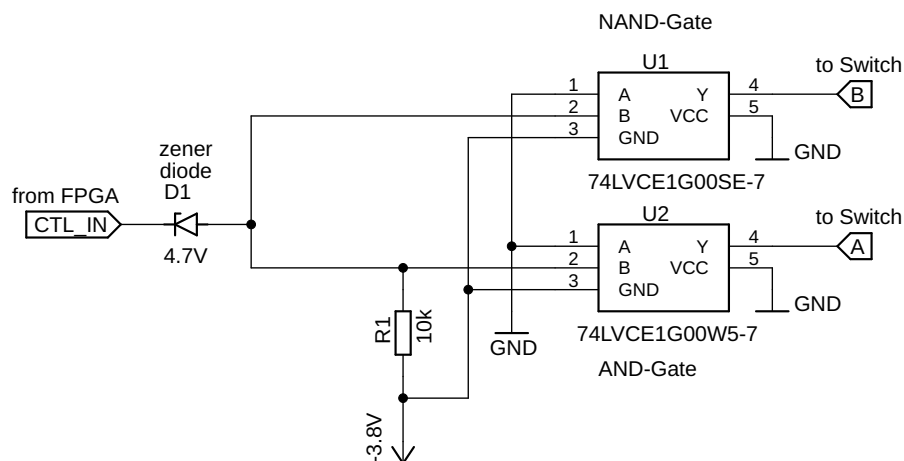 NAND-Gate
U1
to Switch
1
A
Y
4
B
2
B
VCC
5
3
GND
GND
74LVCE1G00SE-7
zener
diode
D1
from FPGA
CTL_IN
4.7V
U2
to Switch
1
A
Y
4
A
2
B
VCC
5
3
GND
GND
R1
10k
GND
74LVCE1G00W5-7
AND-Gate
-3.8V